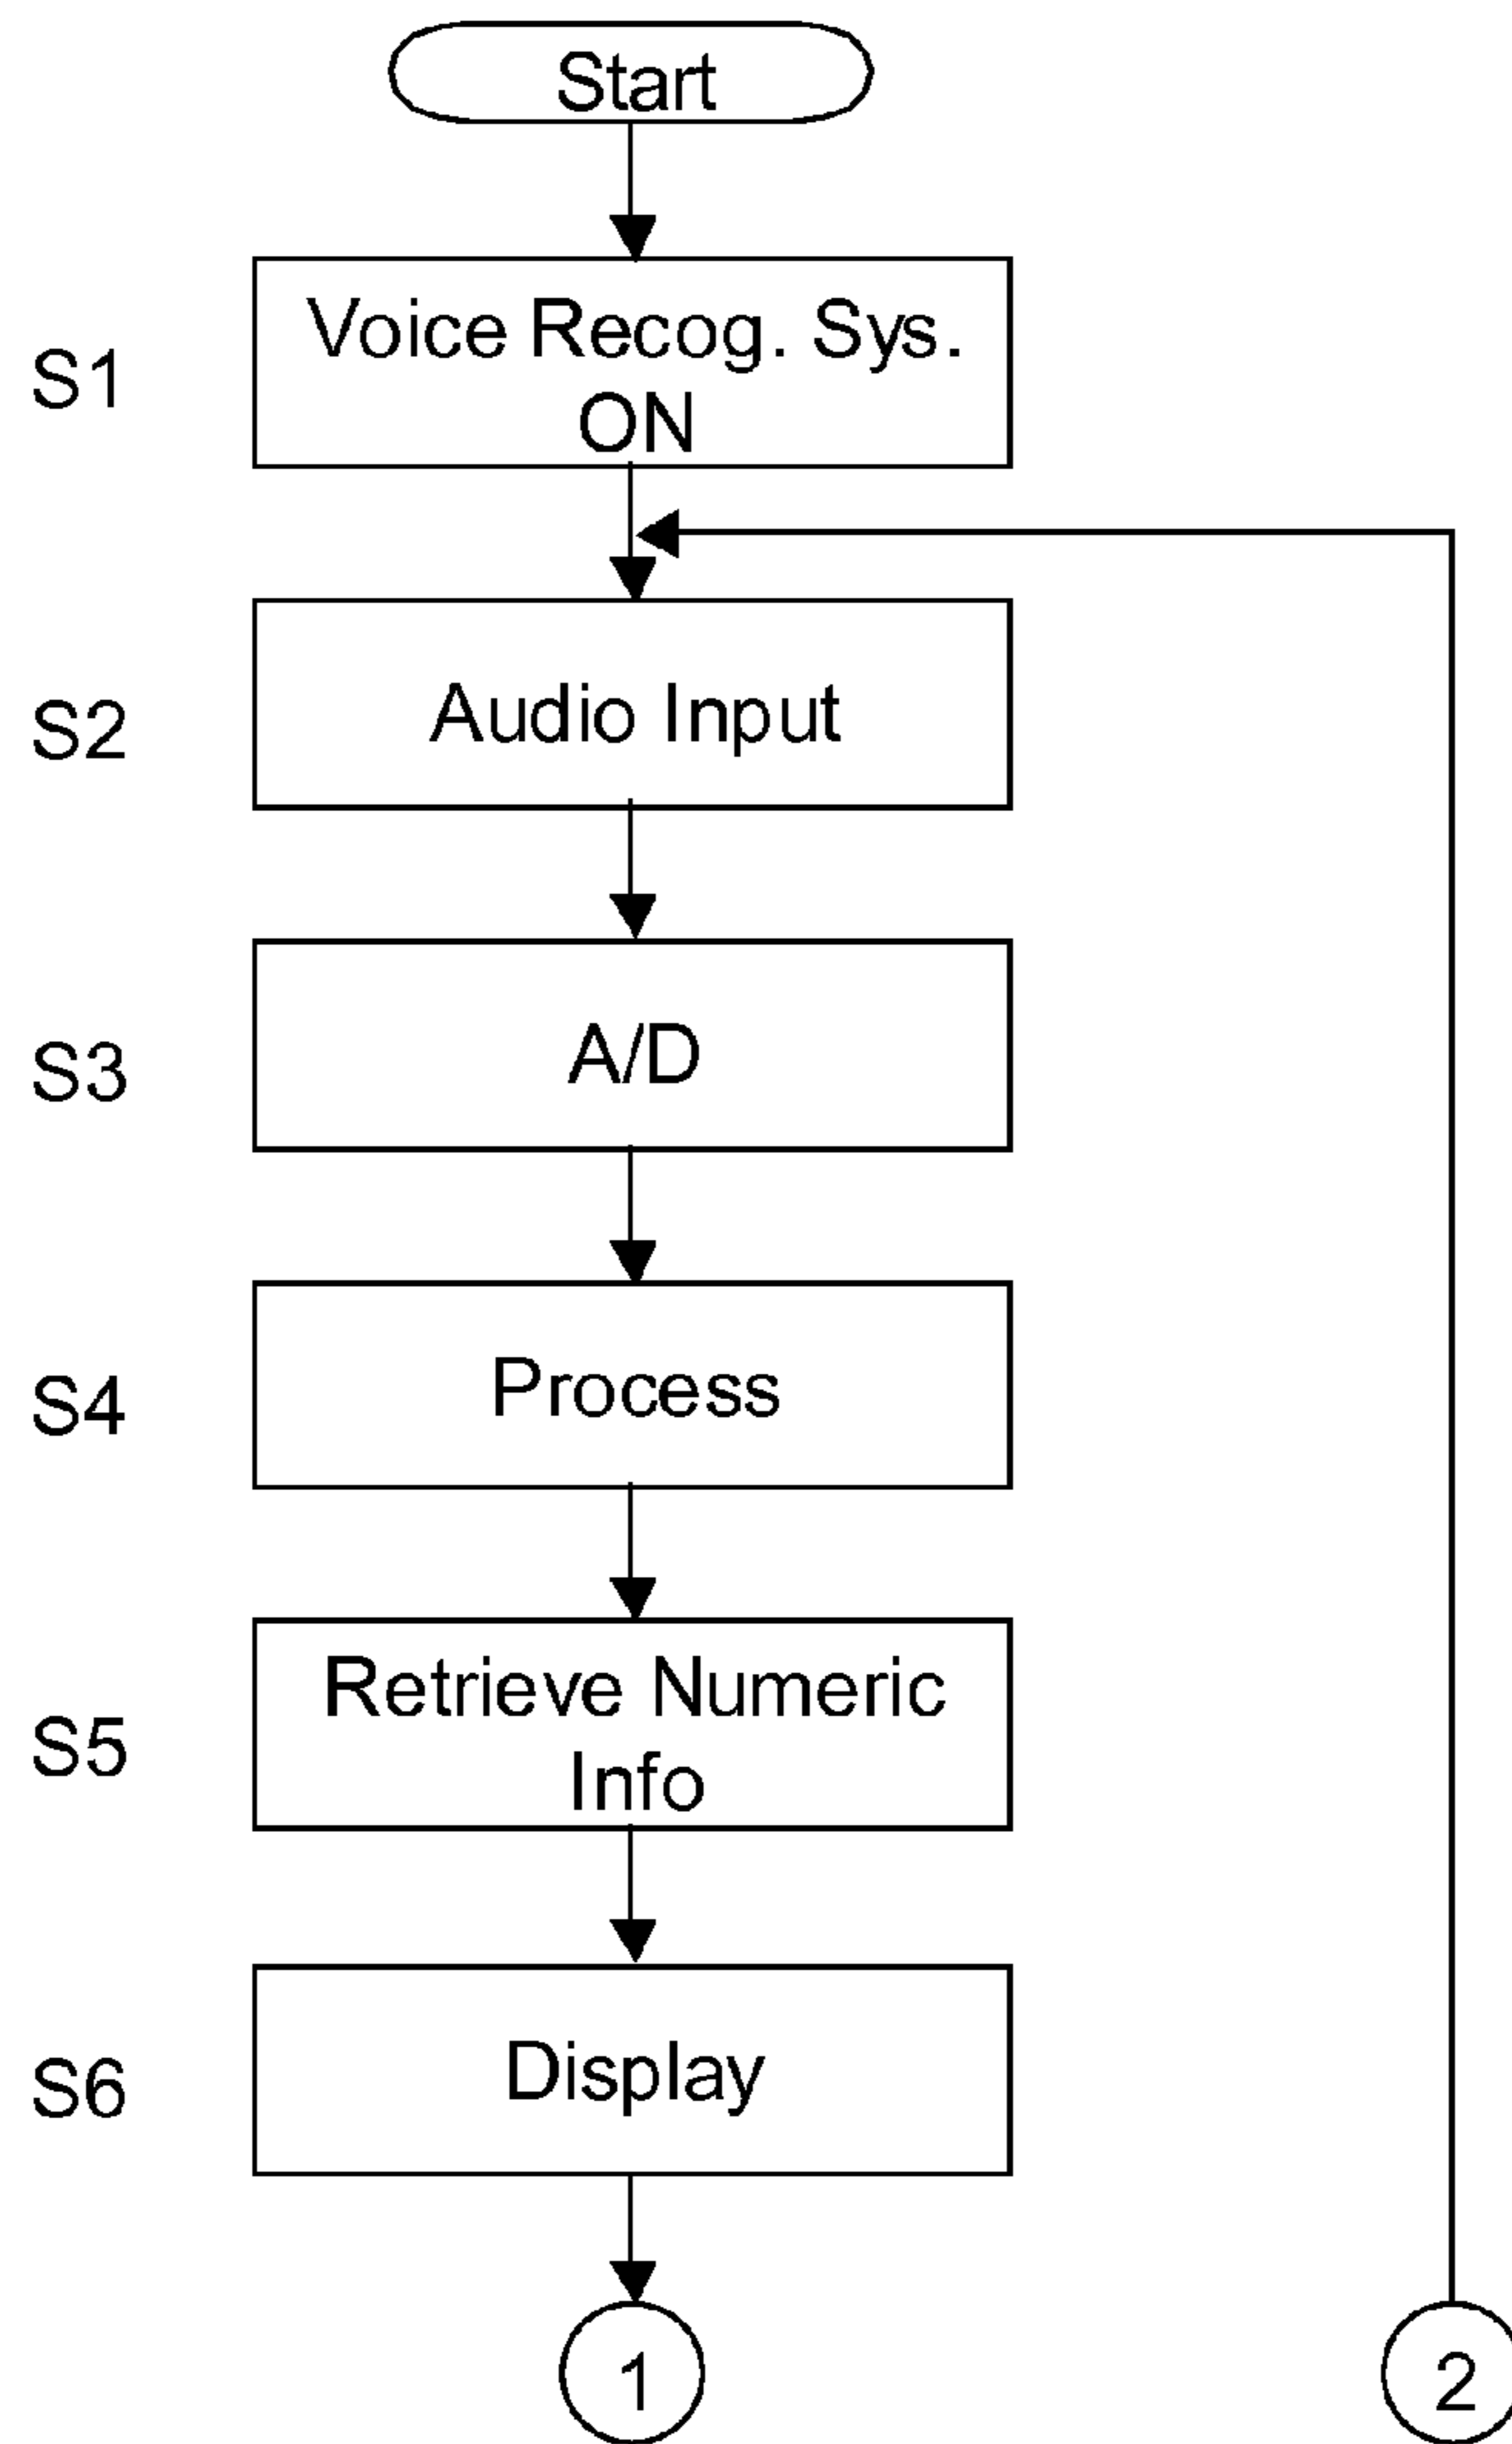 Start
S1
Voice Recog. Sys.
ON
S2
Audio Input
S3
A/D
S4
Process
S5
Retrieve Numeric
Info
S6
Display
1
2